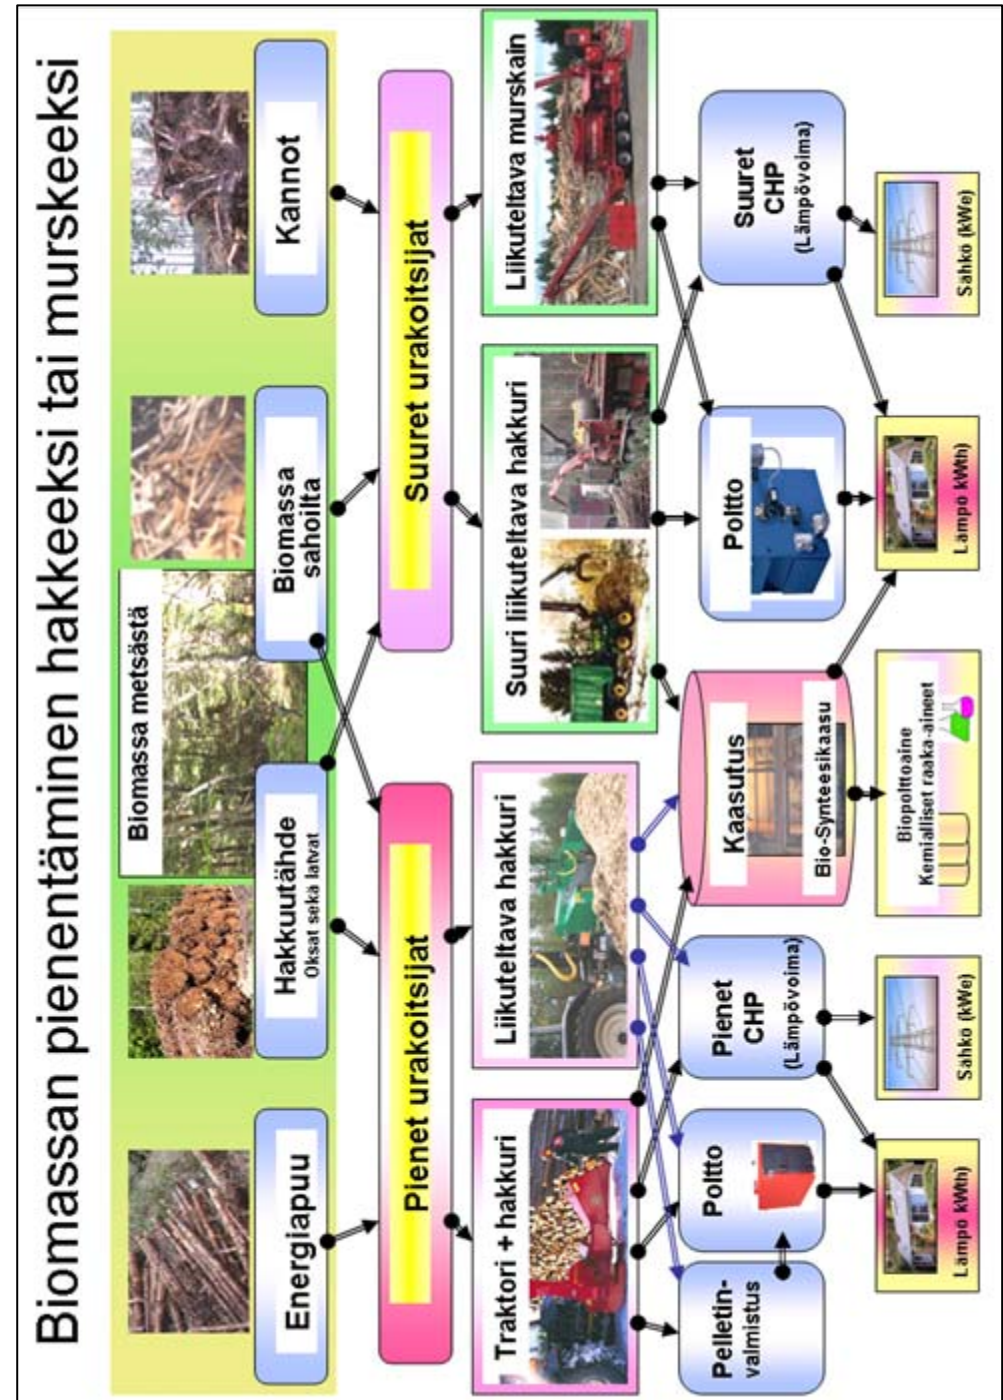 Biomassan pienentäminen hakkeeksi tai murskeeksi
Biomassa metsästä
Energiapuu
Hakkuutähde
Oksat sekä latvat
Biomassa
sahoilta
Kannot
Pienet urakoitsijat
Suuret urakoitsijat
Traktori + hakkuri
Liikuteltava hakkuri
Suuri liikuteltava hakkuri
Liikuteltava murskain
Pelletin-
valmistus
Poltto
Pienet
CHP
(Lämpövoima)
Kaasutus
Bio-Synteesikaasu
Poltto
Suuret
CHP
(Lämpövoima)
Lämpö kWth)
Sähkö (kWe)
Biopolttoaine
Kemialliset raaka-aineet
Lämpö kWth)
Sähkö (kWe)